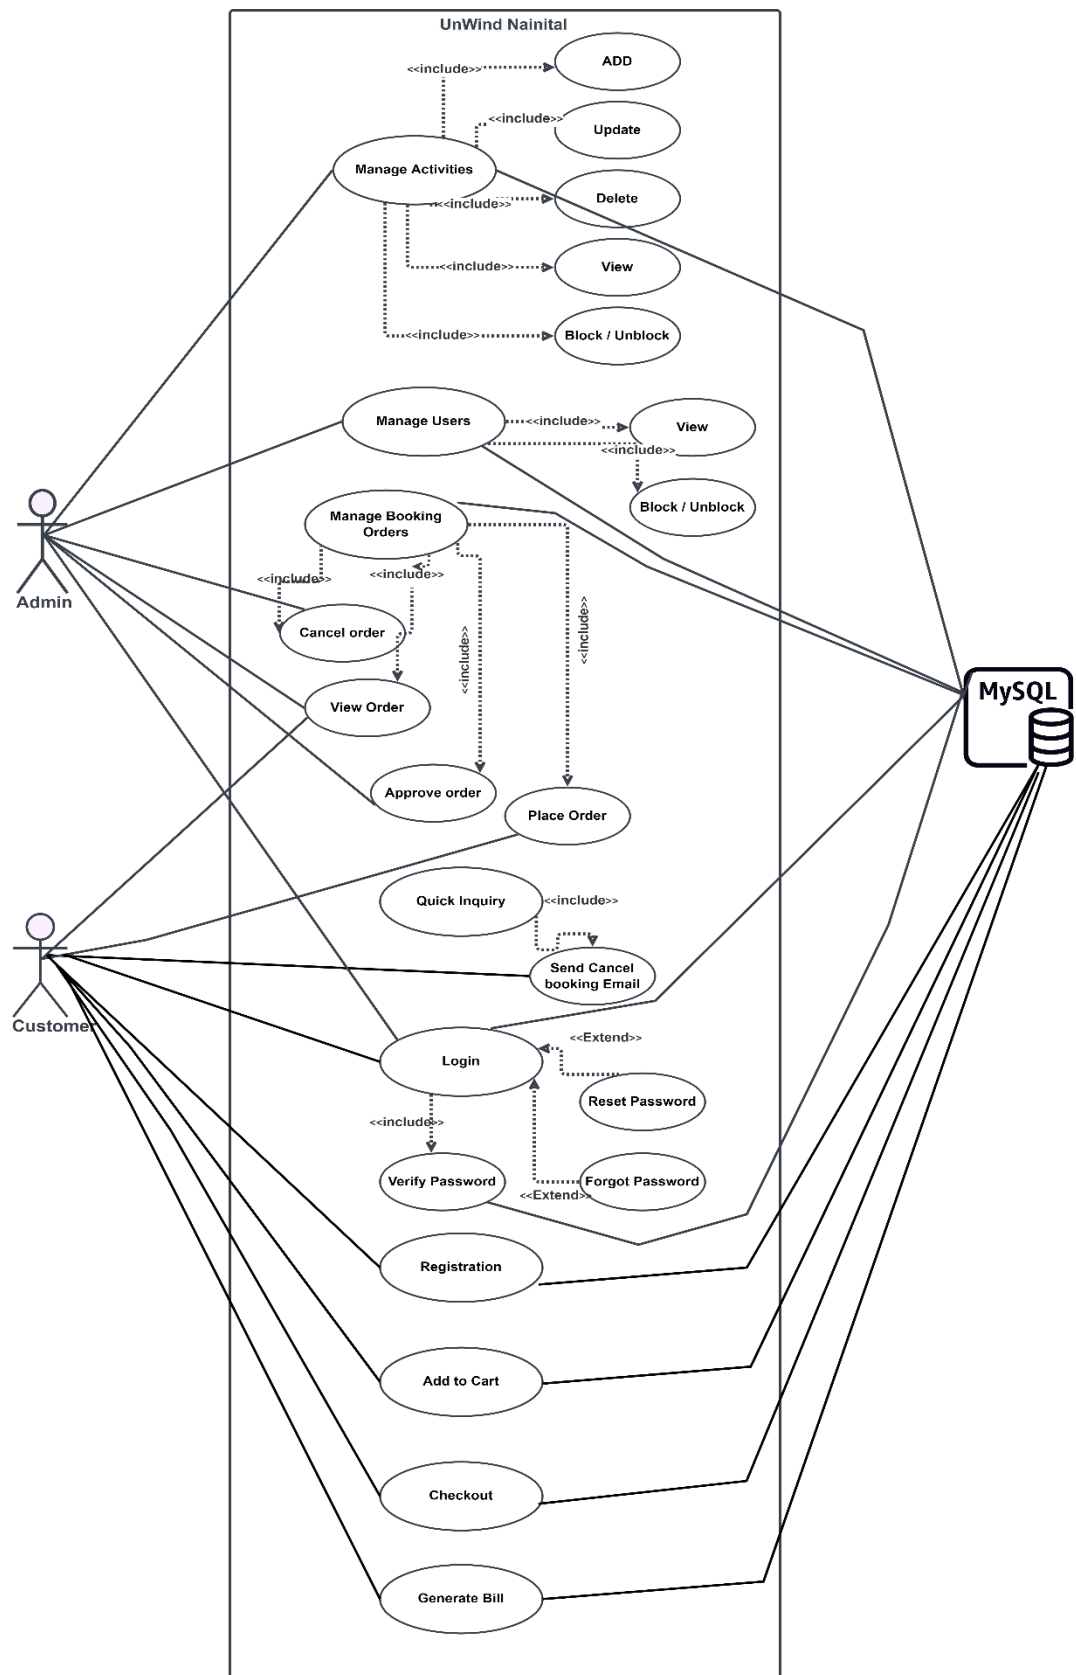 UnWind Nainital
<<include>>
ADD
<<include>>
Update
Manage Activities
<<include>>
Delete
<<include>>
View
<<include>>
Block / Unblock
Manage Users
<<include>>
View
<<include>>
Block / Unblock
Manage Booking
Orders
<<include>>
<<include>>
<<include>>
<<include>>
Admin
Cancel order
View Order
MySQL
Approve order
Place Order
Quick Inquiry
<<include>>
Send Cancel
booking Email
Customer
Login
<<Extend>>
Reset Password
<<include>>
Verify Password
Forgot Password
<<Extend>>
Registration
Add to Cart
Checkout
Generate Bill